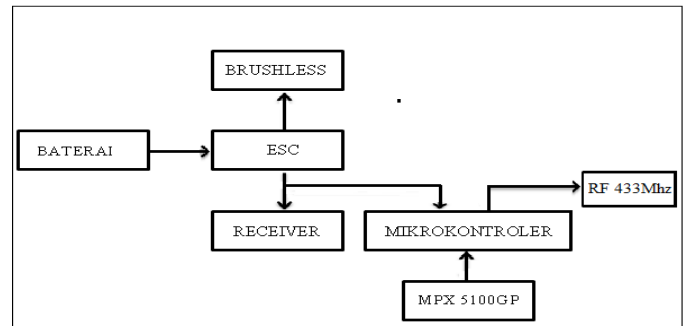 BRUSHLESS
BATERAI
ESC
RF 433Mhz
RECEIVER
MIKROKONTROLER
MPX 5100GP